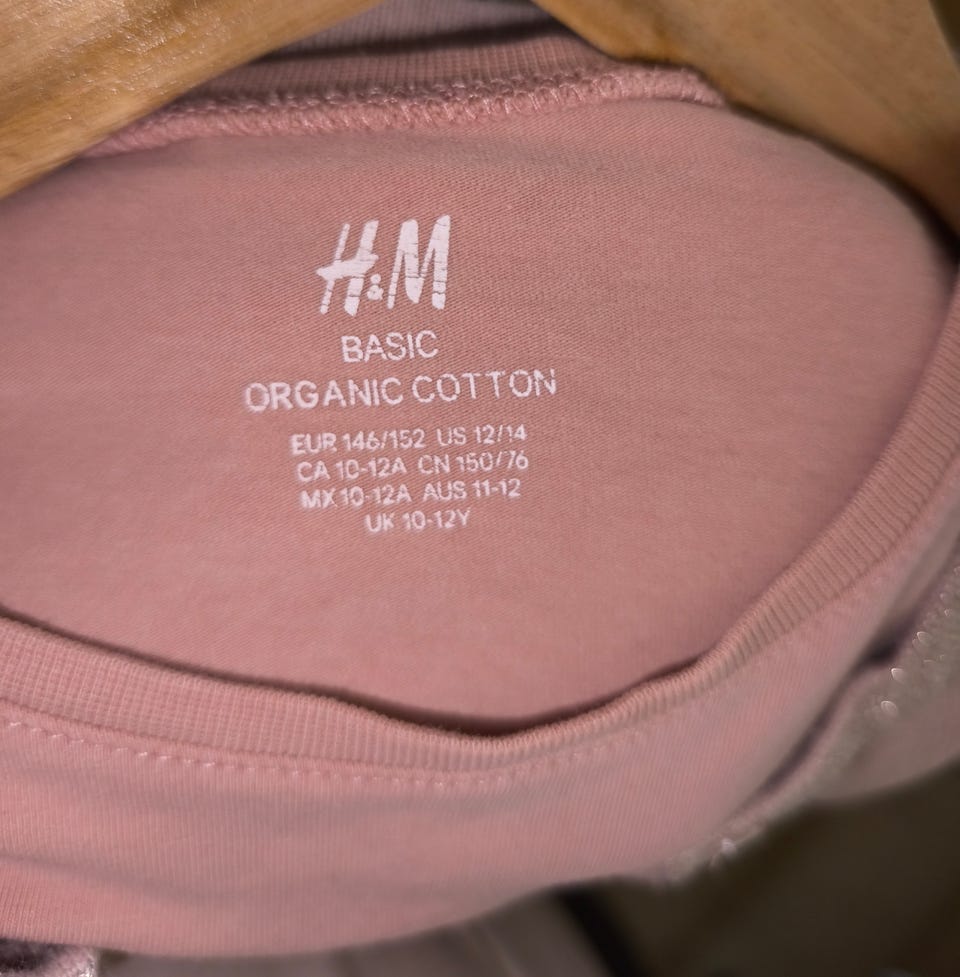 H&M
BASIC
ORGANIC COTTON
EUR 146/152 US 12/14
CA 10-12A CN 150/76
MX 10-12A AUS 11-12
UK 10-12Y